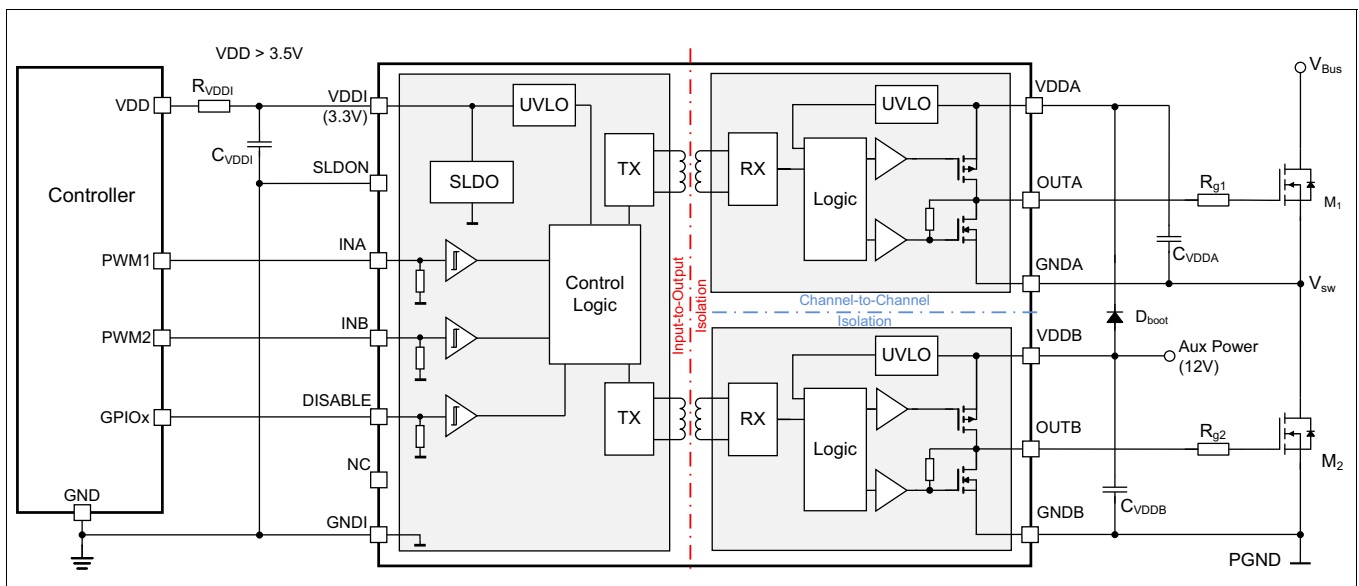 VDD > 3.5V
Controller
VDD
PWM1
PWM2
GPIOx
GND
RVDDI
CVDDI
VDDI
(3.3V)
SLDON
INA
INB
DISABLE
NC
GNDI
UVLO
SLDO
Control
Logic
TX
TX
Input-to-Output
Isolation
Channel-to-Channel
Isolation
UVLO
RX
Logic
UVLO
RX
Logic
VDDA
OUTA
GNDA
VDDB
OUTB
GNDB
VBus
Rg1
M1
CVDDA
Vsw
Dboot
Aux Power
(12V)
Rg2
M2
CVDDB
PGND